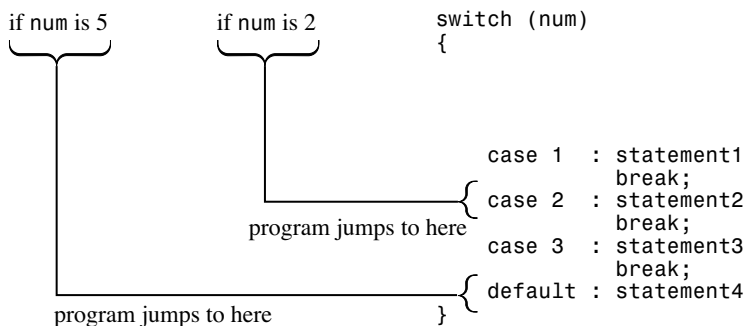 if num is 5
if num is 2
switch (num)
{
case 1 : statement1
break;
case 2 : statement2
break;
program jumps to here
case 3 : statement3
break;
default : statement4
program jumps to here
}